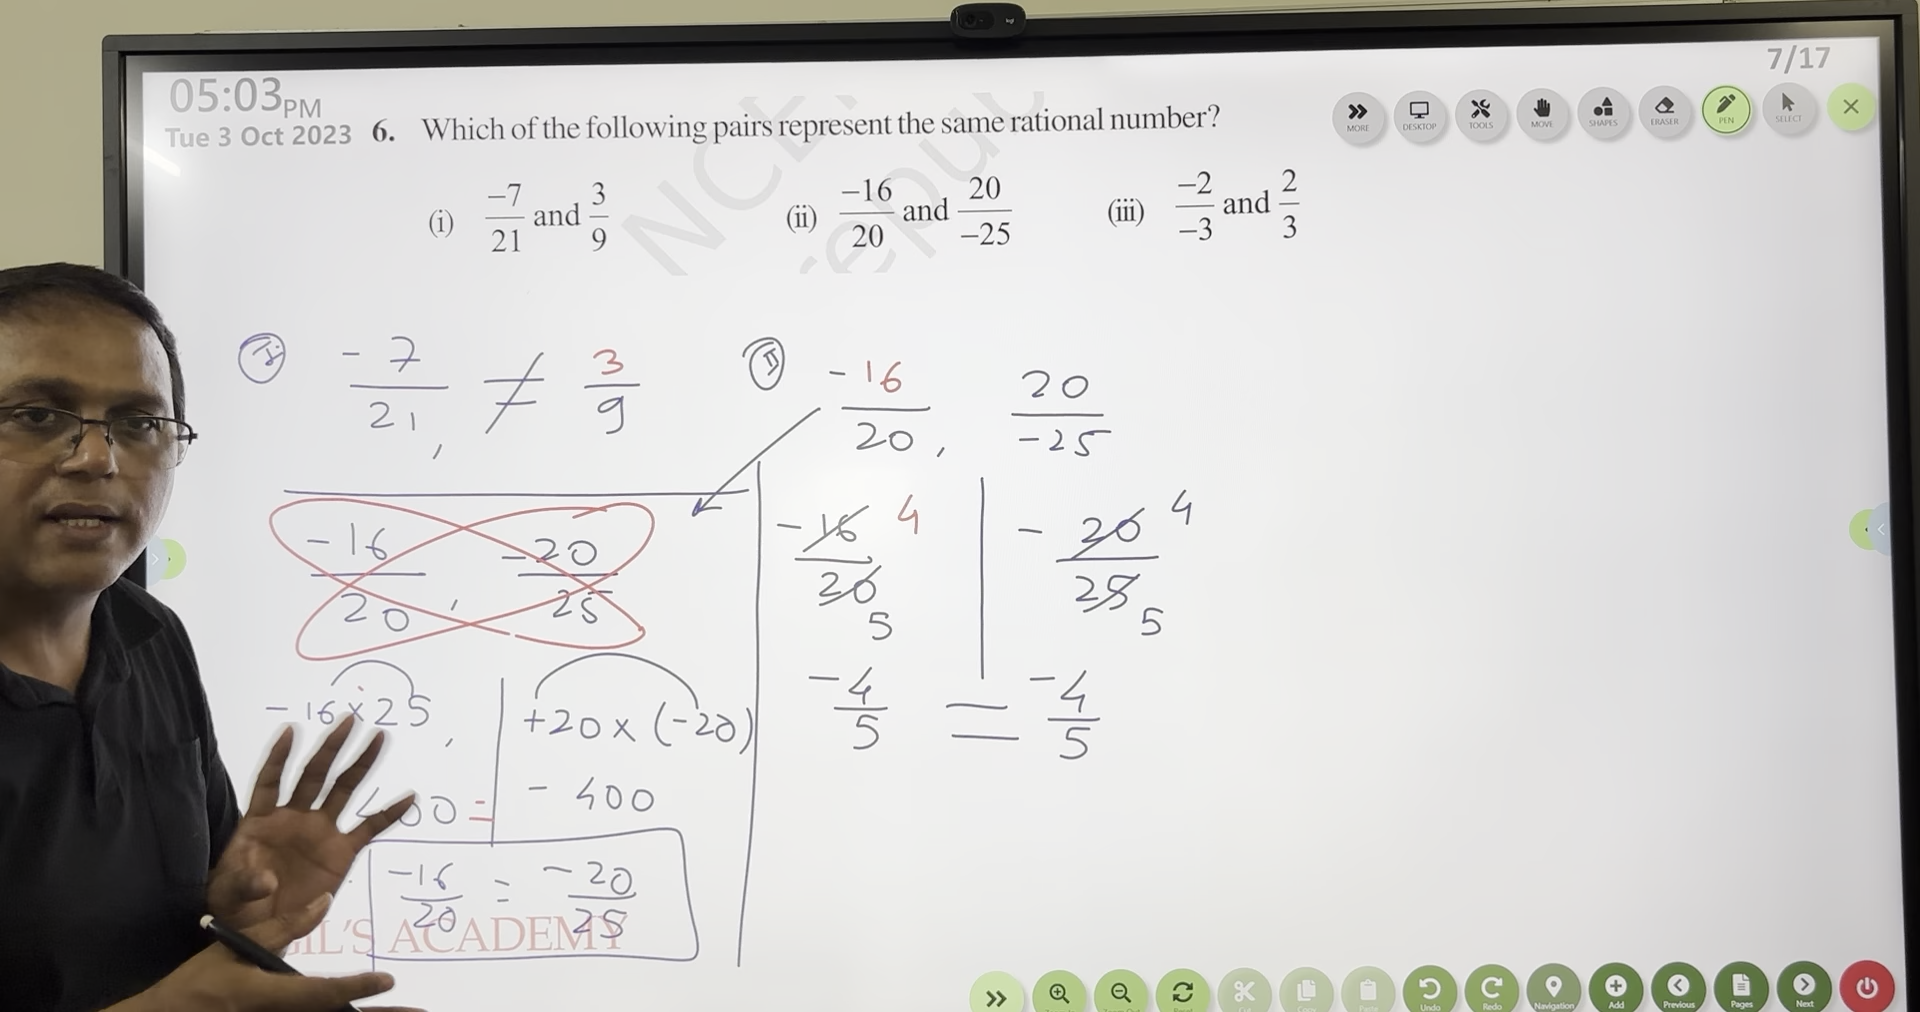 05:03PM
Tue 3 Oct 2023
7/17
MORE DESKTOP TOOLS MOVE SHAPES ERASER PEN SELECT
6. Which of the following pairs represent the same rational number?
(i) -7/21 and 3/9 (ii) -16/20 and 20/-25 (iii) -2/-3 and 2/3
-7/21, ≠ 3/9
(II) -16/20, 20/-25
-16/20, -20/25
-16 4/20 5
-20 4/25 5
-16×25, +20×(-20)
-4/5 = -4/5
400 = -400
-16/20 = -20/25
L'S ACADEMY
Undo Redo Navigation Add Previous Pages Next